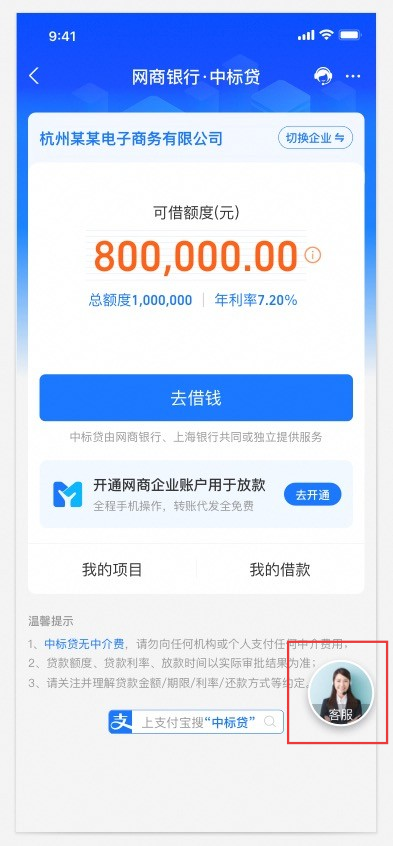 9:41
网商银行·中标贷
杭州某某电子商务有限公司
切换企业
可借额度(元)
800,000.00
总额度1,000,000 年利率7.20%
去借钱
中标贷由网商银行、上海银行共同或独立提供服务
开通网商企业账户用于放款
全程手机操作，转账代发全免费
去开通
我的项目 我的借款
温馨提示
1、中标贷无中介费，请勿向任何机构或个人支付任何中介费用；
2、贷款额度、贷款利率、放款时间以实际审批结果为准；
3、请关注并理解贷款金额/期限/利率/还款方式等约定。
客服
支 上支付宝搜“中标贷”